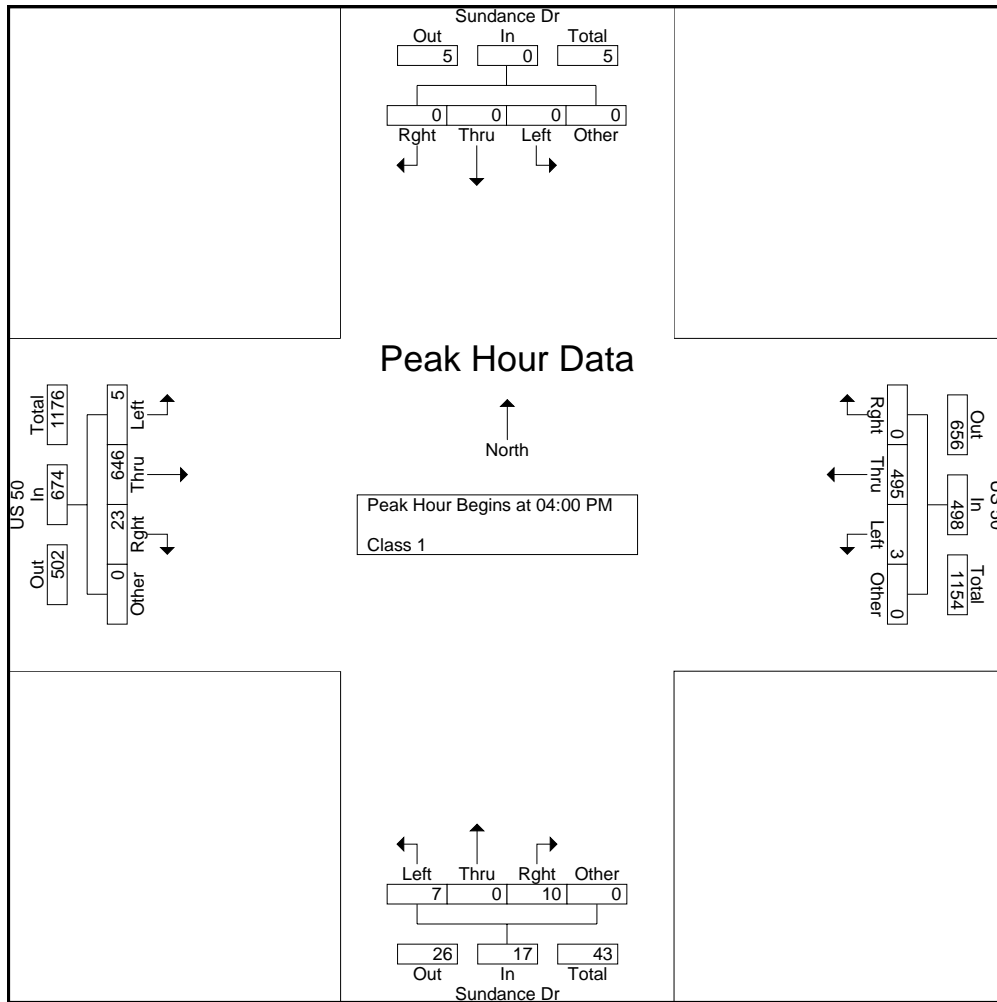 Sundance Dr
Out In Total
5 0 5
0 0 0 0
Rght Thru Left Other
Peak Hour Data
North
Peak Hour Begins at 04:00 PM
Class 1
US 50
Total In Out
1176 674 502
5 646 23 0
Left Thru Rght Other
Rght Thru Left Other
0 495 3 0
Out In Total
656 498 1154
US 50
Left Thru Rght Other
7 0 10 0
26 17 43
Out In Total
Sundance Dr